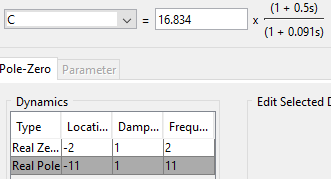 C = 16.834 x (1 + 0.5s)
(1 + 0.091s)
Pole-Zero Parameter
Dynamics Edit Selected
Type Locati... Damp... Frequ...
Real Ze... -2 1 2
Real Pole -11 1 11